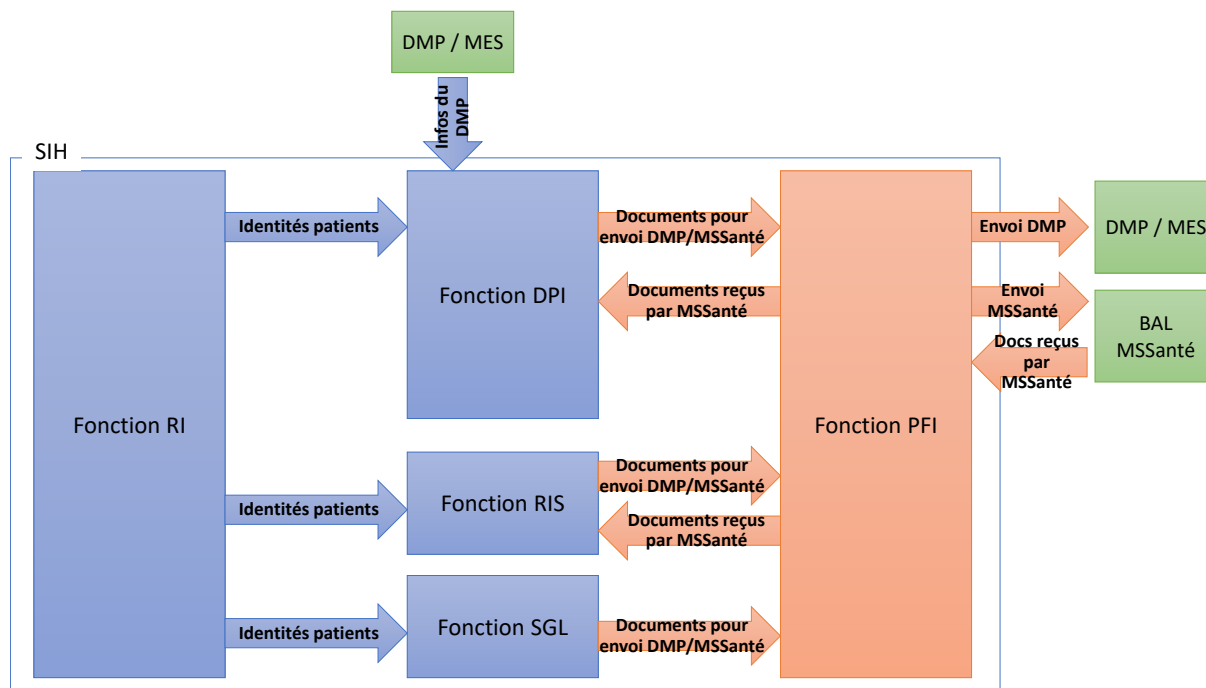 DMP / MES
Infos du
DMP
SIH
Fonction RI
Identités patients
Identités patients
Identités patients
Fonction DPI
Fonction RIS
Fonction SGL
Documents pour
envoi DMP/MSSanté
Documents reçus
par MSSanté
Documents pour
envoi DMP/MSSanté
Documents reçus
par MSSanté
Documents pour
envoi DMP/MSSanté
Fonction PFI
Envoi DMP
Envoi
MSSanté
Docs reçus
par
MSSanté
DMP / MES
BAL
MSSanté